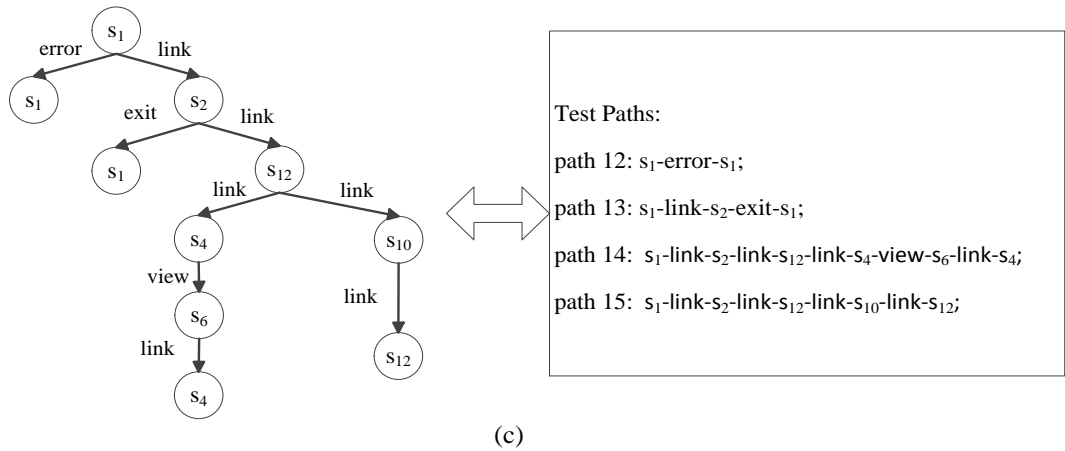 s₁
error link
s₁ s₂
exit link
s₁ s₁₂
link link
s₄ s₁₀
view
link
s₆
link
s₁₂
s₄
Test Paths:
path 12: s₁-error-s₁;
path 13: s₁-link-s₂-exit-s₁;
path 14: s₁-link-s₂-link-s₁₂-link-s₄-view-s₆-link-s₄;
path 15: s₁-link-s₂-link-s₁₂-link-s₁₀-link-s₁₂;
(c)